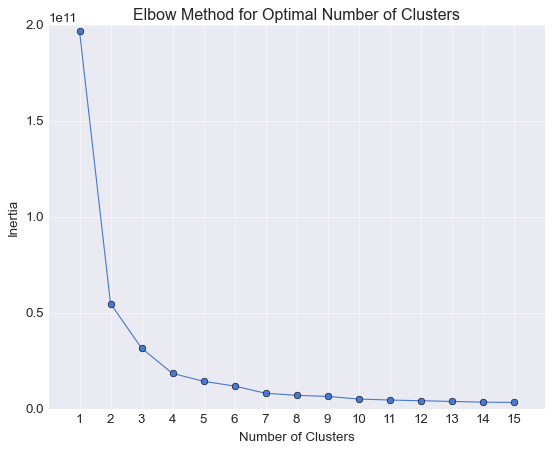 Elbow Method for Optimal Number of Clusters
1e11
2.0
1.5
1.0
0.5
0.0
Inertia
1 2 3 4 5 6 7 8 9 10 11 12 13 14 15
Number of Clusters